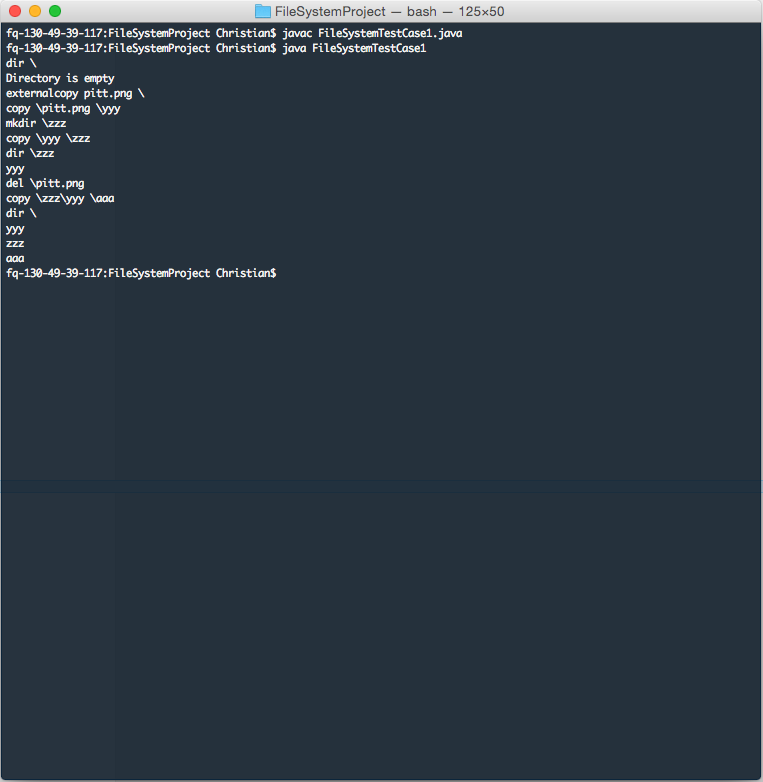 FileSystemProject — bash — 125×50
fq-130-49-39-117:FileSystemProject Christian$ javac FileSystemTestCase1.java
fq-130-49-39-117:FileSystemProject Christian$ java FileSystemTestCase1
dir \
Directory is empty
externalcopy pitt.png \
copy \pitt.png \yyy
mkdir \zzz
copy \yyy \zzz
dir \zzz
yyy
del \pitt.png
copy \zzz\yyy \aaa
dir \
yyy
zzz
aaa
fq-130-49-39-117:FileSystemProject Christian$